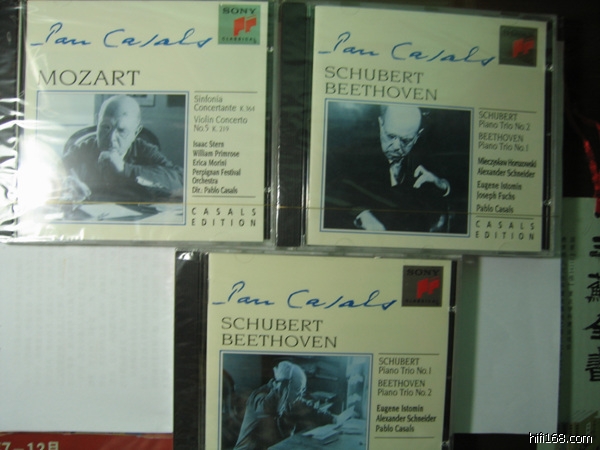 SONY
CLASSICAL
Pau Casals
MOZART
Sinfonia
Concertante K.364
Violin Concerto
No.5 K. 219
Isaac Stern
William Primrose
Erica Morini
Perpignan Festival
Orchestra
Dir. Pablo Casals
CASALS
EDITION
Pau Casals
SCHUBERT
BEETHOVEN
SCHUBERT
Piano Trio No.2
BEETHOVEN
Piano Trio No.1
Mieczyslaw Horszowski
Alexander Schneider
Eugene Istomin
Joseph Fuchs
Pablo Casals
CASALS
EDITION
SONY
CLASSICAL
Pau Casals
SCHUBERT
BEETHOVEN
SCHUBERT
Piano Trio No.1
BEETHOVEN
Piano Trio No.2
Eugene Istomin
Alexander Schneider
Pablo Casals
7－12月
hifi168.com